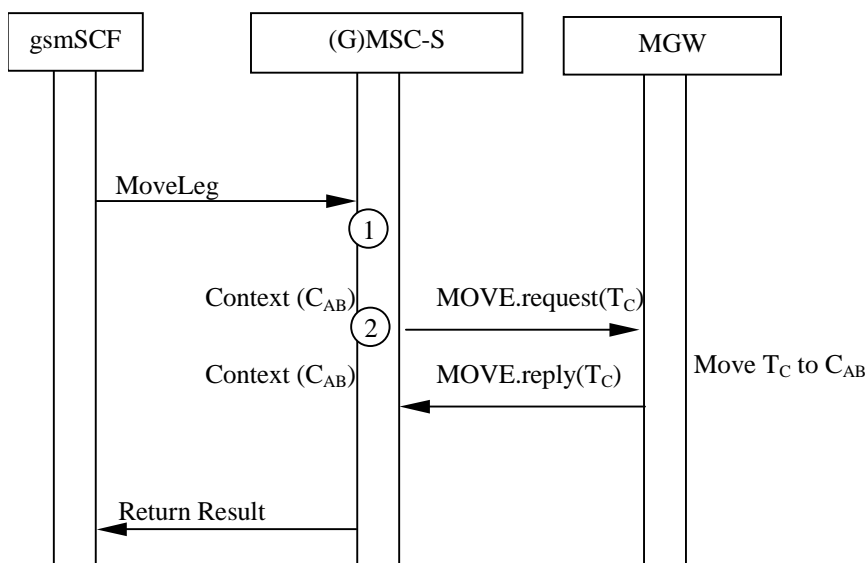 gsmSCF
(G)MSC-S
MGW
MoveLeg
1
Context (C_AB)
MOVE.request(T_C)
2
Context (C_AB)
MOVE.reply(T_C)
Move T_C to C_AB
Return Result